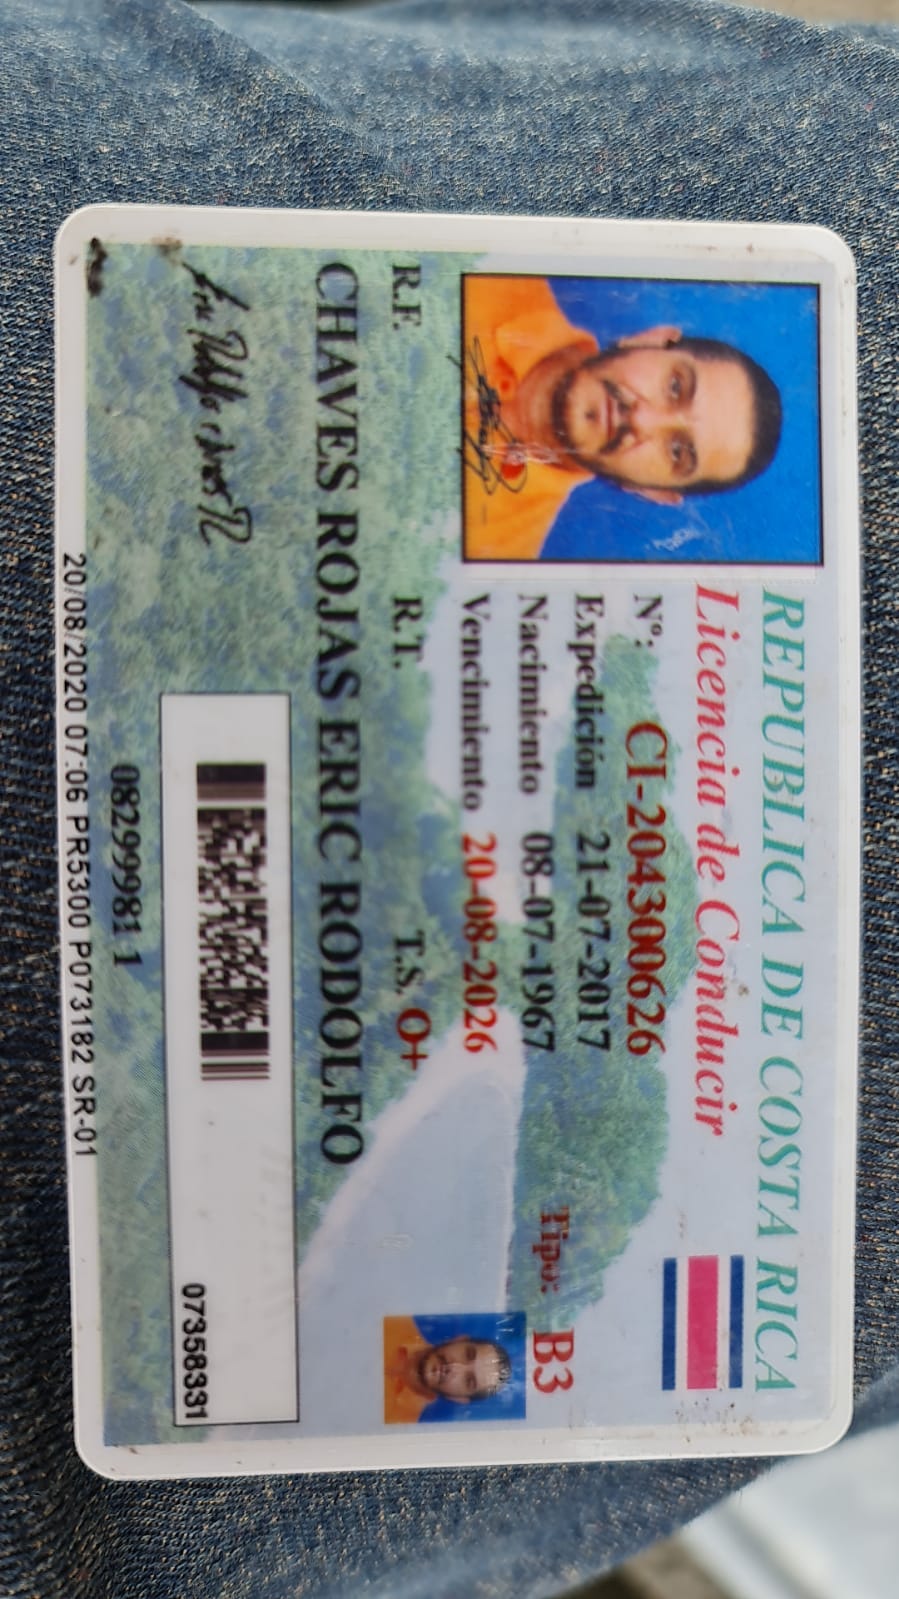 REPUBLICA DE COSTA RICA
Licencia de Conducir
Nº: CI-204300626
Expedición 21-07-2017
Nacimiento 08-07-1967
Tipo: B3
Vencimiento 20-08-2026
R.F. R.T. T.S. O+
CHAVES ROJAS ERIC RODOLFO
07358331
08299981 1
20/08/2020 07:06 PR5300 P073182 SR-01